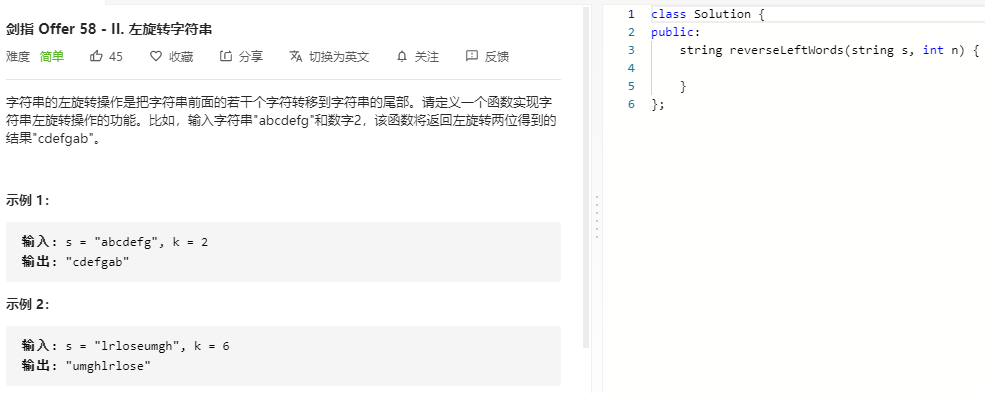 剑指 Offer 58 - II. 左旋转字符串
难度 简单 45 收藏 分享 切换为英文 关注 反馈
字符串的左旋转操作是把字符串前面的若干个字符转移到字符串的尾部。请定义一个函数实现字
符串左旋转操作的功能。比如，输入字符串"abcdefg"和数字2，该函数将返回左旋转两位得到的
结果"cdefgab"。
示例 1：
输入: s = "abcdefg", k = 2
输出: "cdefgab"
示例 2：
输入: s = "lrloseumgh", k = 6
输出: "umghlrlose"
1 class Solution {
2 public:
3     string reverseLeftWords(string s, int n) {
4
5     }
6 };